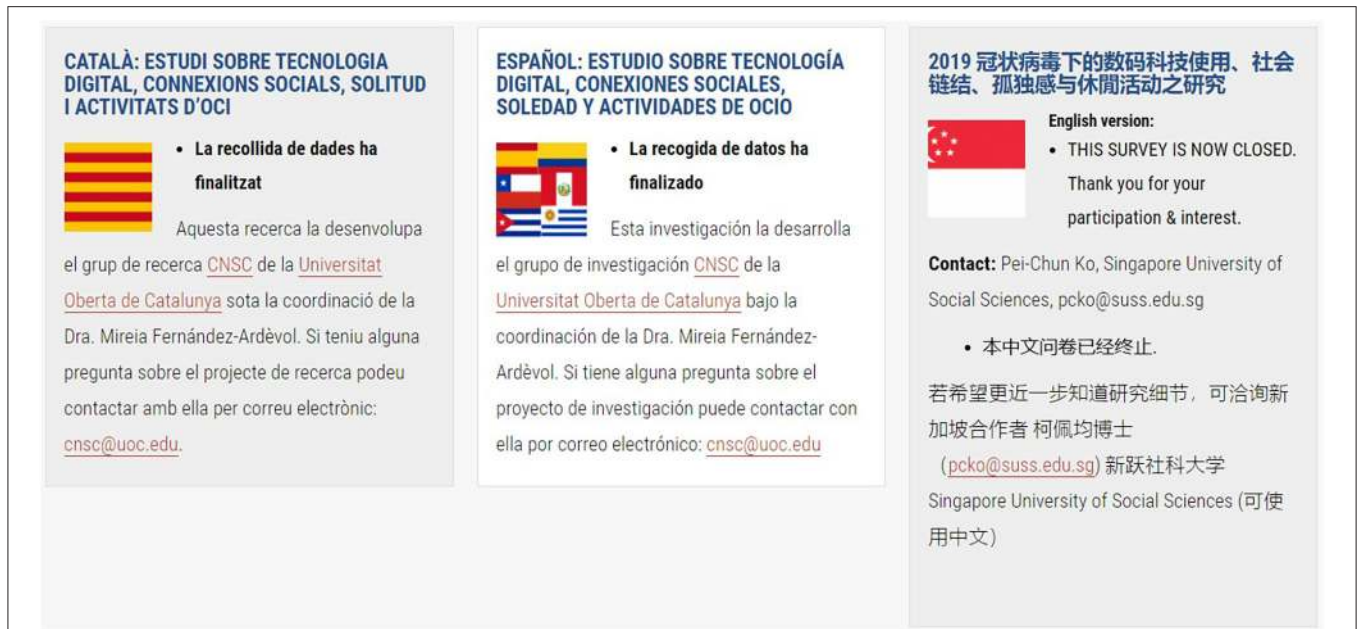 CATALÀ: ESTUDI SOBRE TECNOLOGIA
DIGITAL, CONNEXIONS SOCIALS, SOLITUD
I ACTIVITATS D'OCI
• La recollida de dades ha
finalitzat
Aquesta recerca la desenvolupa
el grup de recerca CNSC de la Universitat
Oberta de Catalunya sota la coordinació de la
Dra. Mireia Fernández-Ardèvol. Si teniu alguna
pregunta sobre el projecte de recerca podeu
contactar amb ella per correu electrònic:
cnsc@uoc.edu.
ESPAÑOL: ESTUDIO SOBRE TECNOLOGÍA
DIGITAL, CONEXIONES SOCIALES,
SOLEDAD Y ACTIVIDADES DE OCIO
• La recogida de datos ha
finalizado
Esta investigación la desarrolla
el grupo de investigación CNSC de la
Universitat Oberta de Catalunya bajo la
coordinación de la Dra. Mireia Fernández-
Ardèvol. Si tiene alguna pregunta sobre el
proyecto de investigación puede contactar con
ella por correo electrónico: cnsc@uoc.edu
2019 冠状病毒下的数码科技使用、社会
链结、孤独感与休閒活动之研究
English version:
• THIS SURVEY IS NOW CLOSED.
Thank you for your
participation & interest.
Contact: Pei-Chun Ko, Singapore University of
Social Sciences, pcko@suss.edu.sg
• 本中文问卷已经终止.
若希望更近一步知道研究细节，可洽询新
加坡合作者 柯佩均博士
（pcko@suss.edu.sg) 新跃社科大学
Singapore University of Social Sciences (可使
用中文）